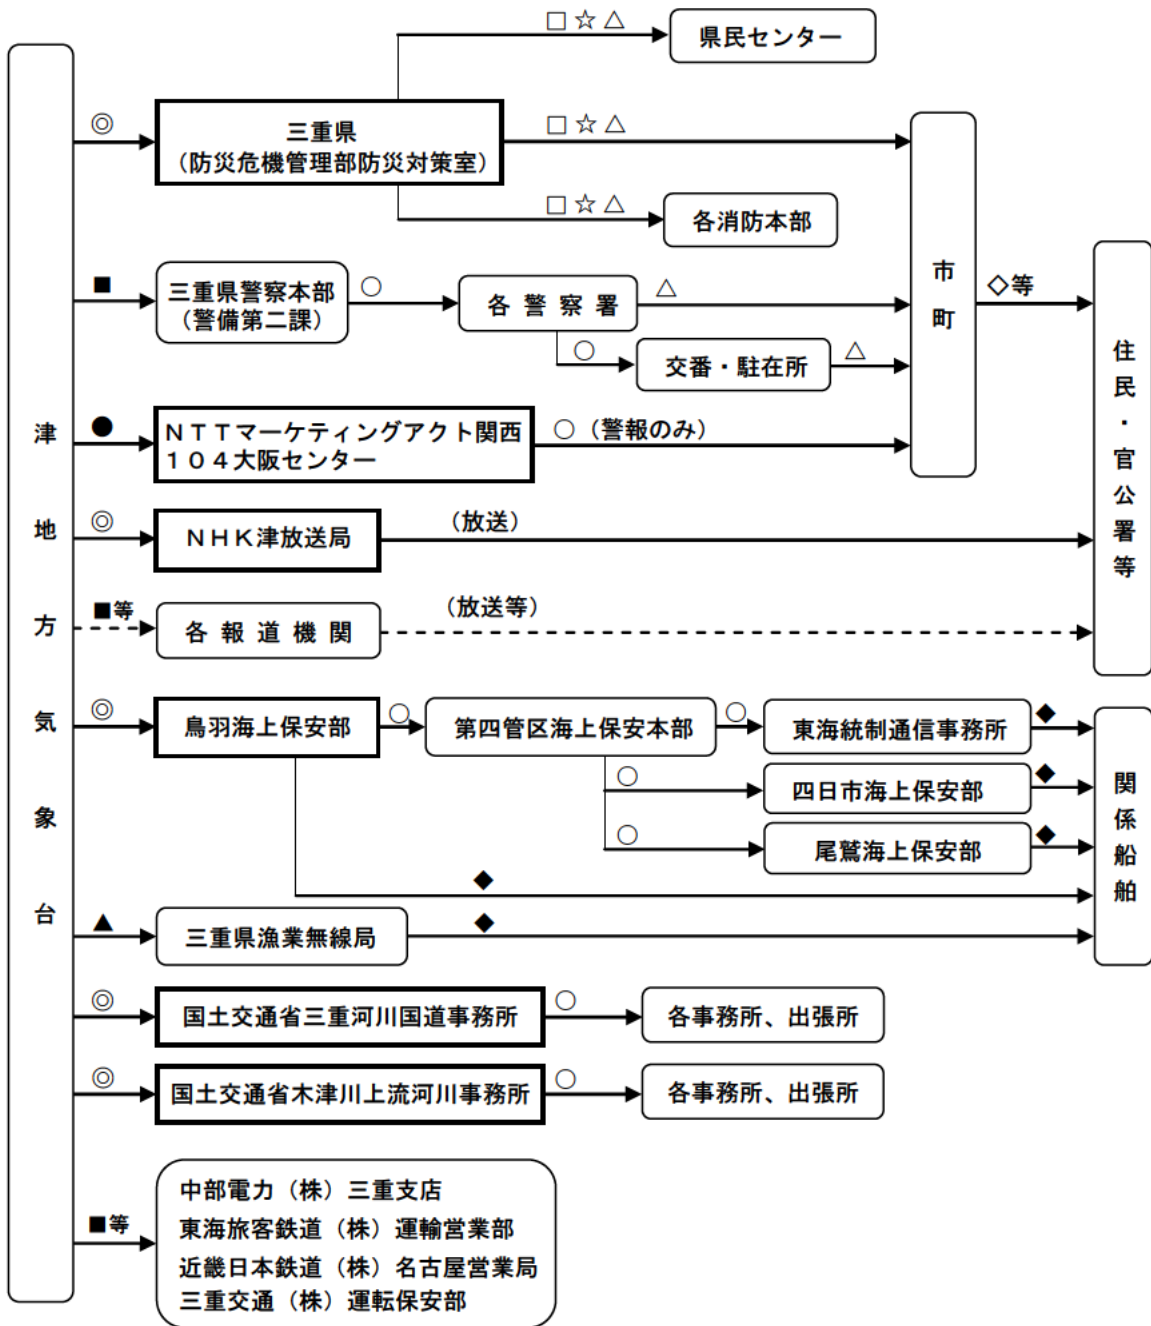 津地方気象台
□☆△
県民センター
◎
三重県
（防災危機管理部防災対策室）
□☆△
□☆△
各消防本部
市町
■
三重県警察本部
（警備第二課）
○
各警察署
△
◇等
○
交番・駐在所
△
住民・官公署等
●
ＮＴＴマーケティングアクト関西
１０４大阪センター
○（警報のみ）
◎
ＮＨＫ津放送局
（放送）
■等
各報道機関
（放送等）
◎
鳥羽海上保安部
○
第四管区海上保安本部
○
東海統制通信事務所
◆
○
四日市海上保安部
◆
○
尾鷲海上保安部
◆
関係船舶
◆
▲
三重県漁業無線局
◆
◎
国土交通省三重河川国道事務所
○
各事務所、出張所
◎
国土交通省木津川上流河川事務所
○
各事務所、出張所
■等
中部電力（株）三重支店
東海旅客鉄道（株）運輸営業部
近畿日本鉄道（株）名古屋営業局
三重交通（株）運転保安部